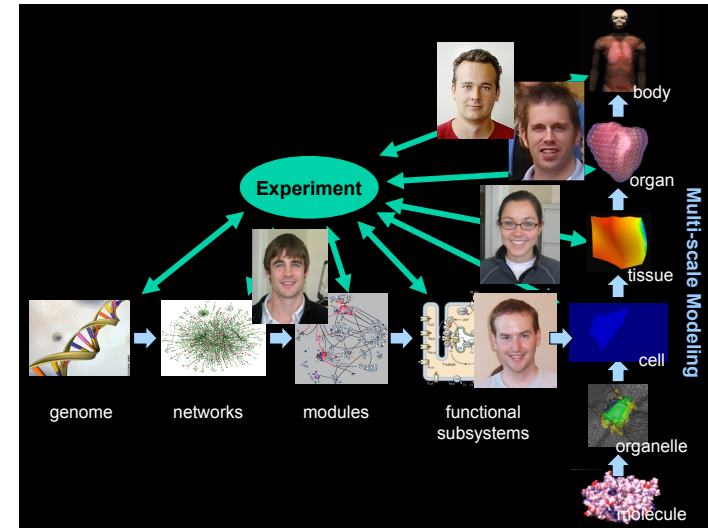 body
Experiment
organ
tissue
Multi-scale Modeling
cell
genome
networks
modules
functional
subsystems
organelle
molecule